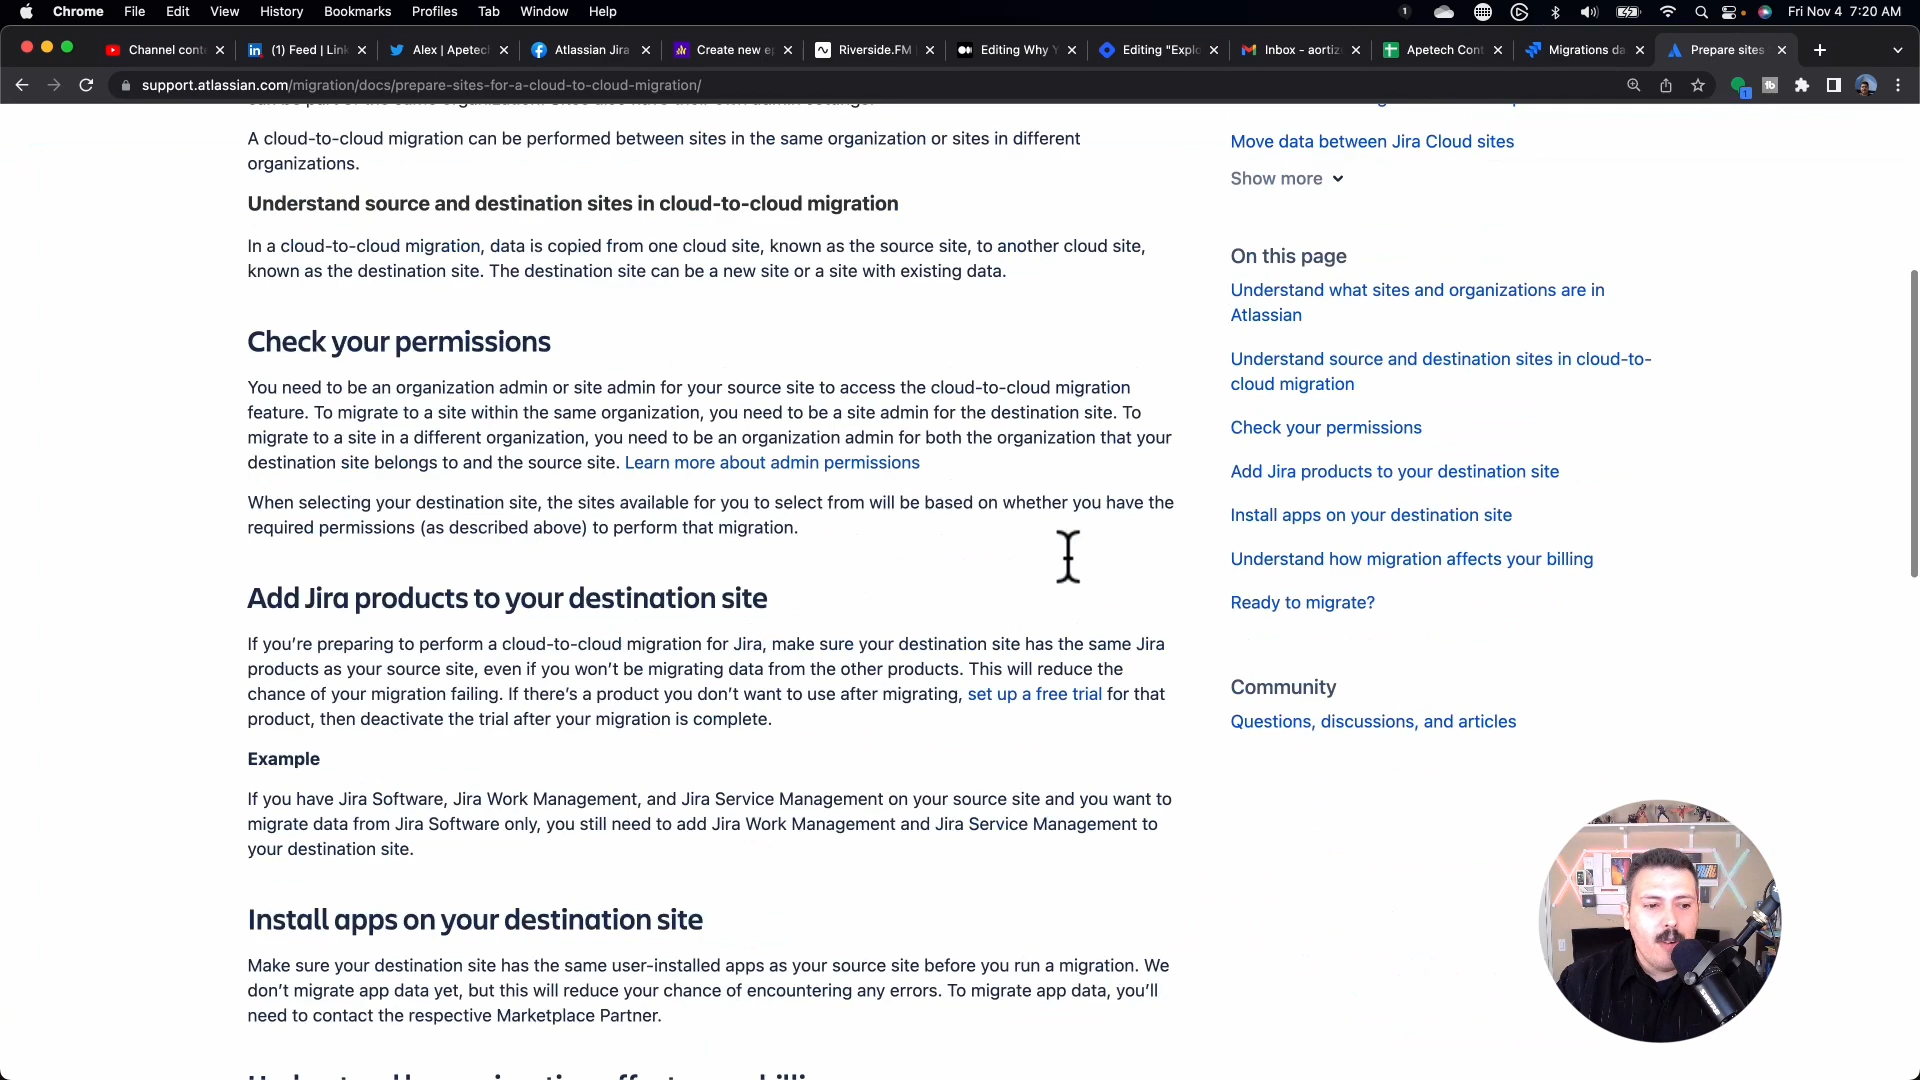 Chrome File Edit View History Bookmarks Profiles Tab Window Help
1 Fri Nov 4 7:20 AM
Channel cont (1) Feed | Link Alex | Apetec Atlassian Jira Create new ep Riverside.FM Editing Why Y Editing "Explo Inbox - aortiz Apetech Cont Migrations da Prepare sites
support.atlassian.com/migration/docs/prepare-sites-for-a-cloud-to-cloud-migration/
A cloud-to-cloud migration can be performed between sites in the same organization or sites in different
organizations.
Understand source and destination sites in cloud-to-cloud migration
In a cloud-to-cloud migration, data is copied from one cloud site, known as the source site, to another cloud site,
known as the destination site. The destination site can be a new site or a site with existing data.
Check your permissions
You need to be an organization admin or site admin for your source site to access the cloud-to-cloud migration
feature. To migrate to a site within the same organization, you need to be a site admin for the destination site. To
migrate to a site in a different organization, you need to be an organization admin for both the organization that your
destination site belongs to and the source site. Learn more about admin permissions
When selecting your destination site, the sites available for you to select from will be based on whether you have the
required permissions (as described above) to perform that migration.
Add Jira products to your destination site
If you're preparing to perform a cloud-to-cloud migration for Jira, make sure your destination site has the same Jira
products as your source site, even if you won't be migrating data from the other products. This will reduce the
chance of your migration failing. If there's a product you don't want to use after migrating, set up a free trial for that
product, then deactivate the trial after your migration is complete.
Example
If you have Jira Software, Jira Work Management, and Jira Service Management on your source site and you want to
migrate data from Jira Software only, you still need to add Jira Work Management and Jira Service Management to
your destination site.
Install apps on your destination site
Make sure your destination site has the same user-installed apps as your source site before you run a migration. We
don't migrate app data yet, but this will reduce your chance of encountering any errors. To migrate app data, you'll
need to contact the respective Marketplace Partner.
Move data between Jira Cloud sites
Show more
On this page
Understand what sites and organizations are in
Atlassian
Understand source and destination sites in cloud-to-
cloud migration
Check your permissions
Add Jira products to your destination site
Install apps on your destination site
Understand how migration affects your billing
Ready to migrate?
Community
Questions, discussions, and articles